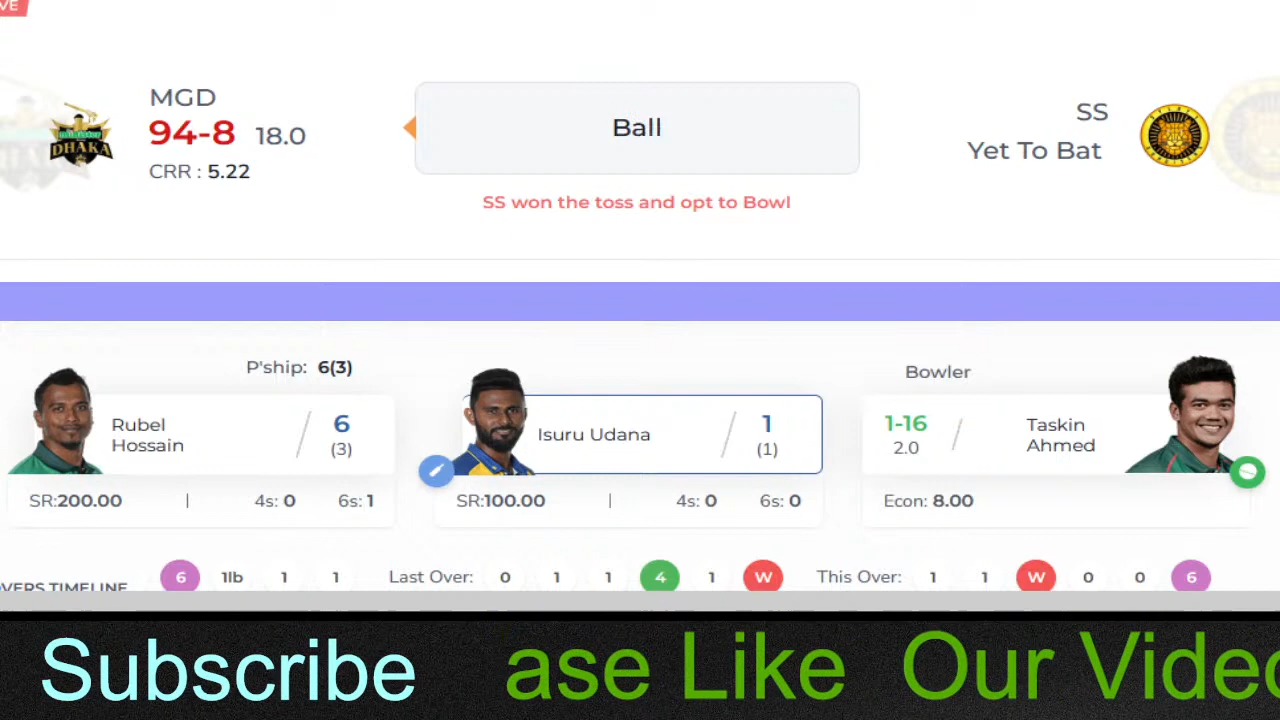 VE
MGD
94-8 18.0
CRR : 5.22
DHAKA
Ball
SS won the toss and opt to Bowl
SS
Yet To Bat
P'ship: 6(3)
Rubel
Hossain
6
(3)
SR:200.00 | 4s: 0 6s: 1
Isuru Udana
1
(1)
SR:100.00 | 4s: 0 6s: 0
Bowler
1-16
2.0
Taskin
Ahmed
Econ: 8.00
OVERS TIMELINE 6 1lb 1 1 Last Over: 0 1 1 4 1 W This Over: 1 1 W 0 0 6
Subscribe ase Like Our Video